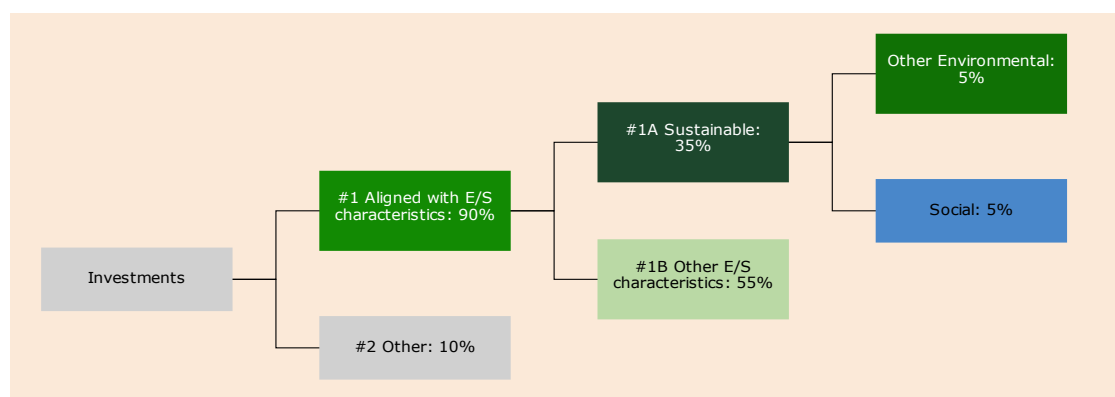 Investments
#1 Aligned with E/S
characteristics: 90%
#2 Other: 10%
#1A Sustainable:
35%
#1B Other E/S
characteristics: 55%
Other Environmental:
5%
Social: 5%